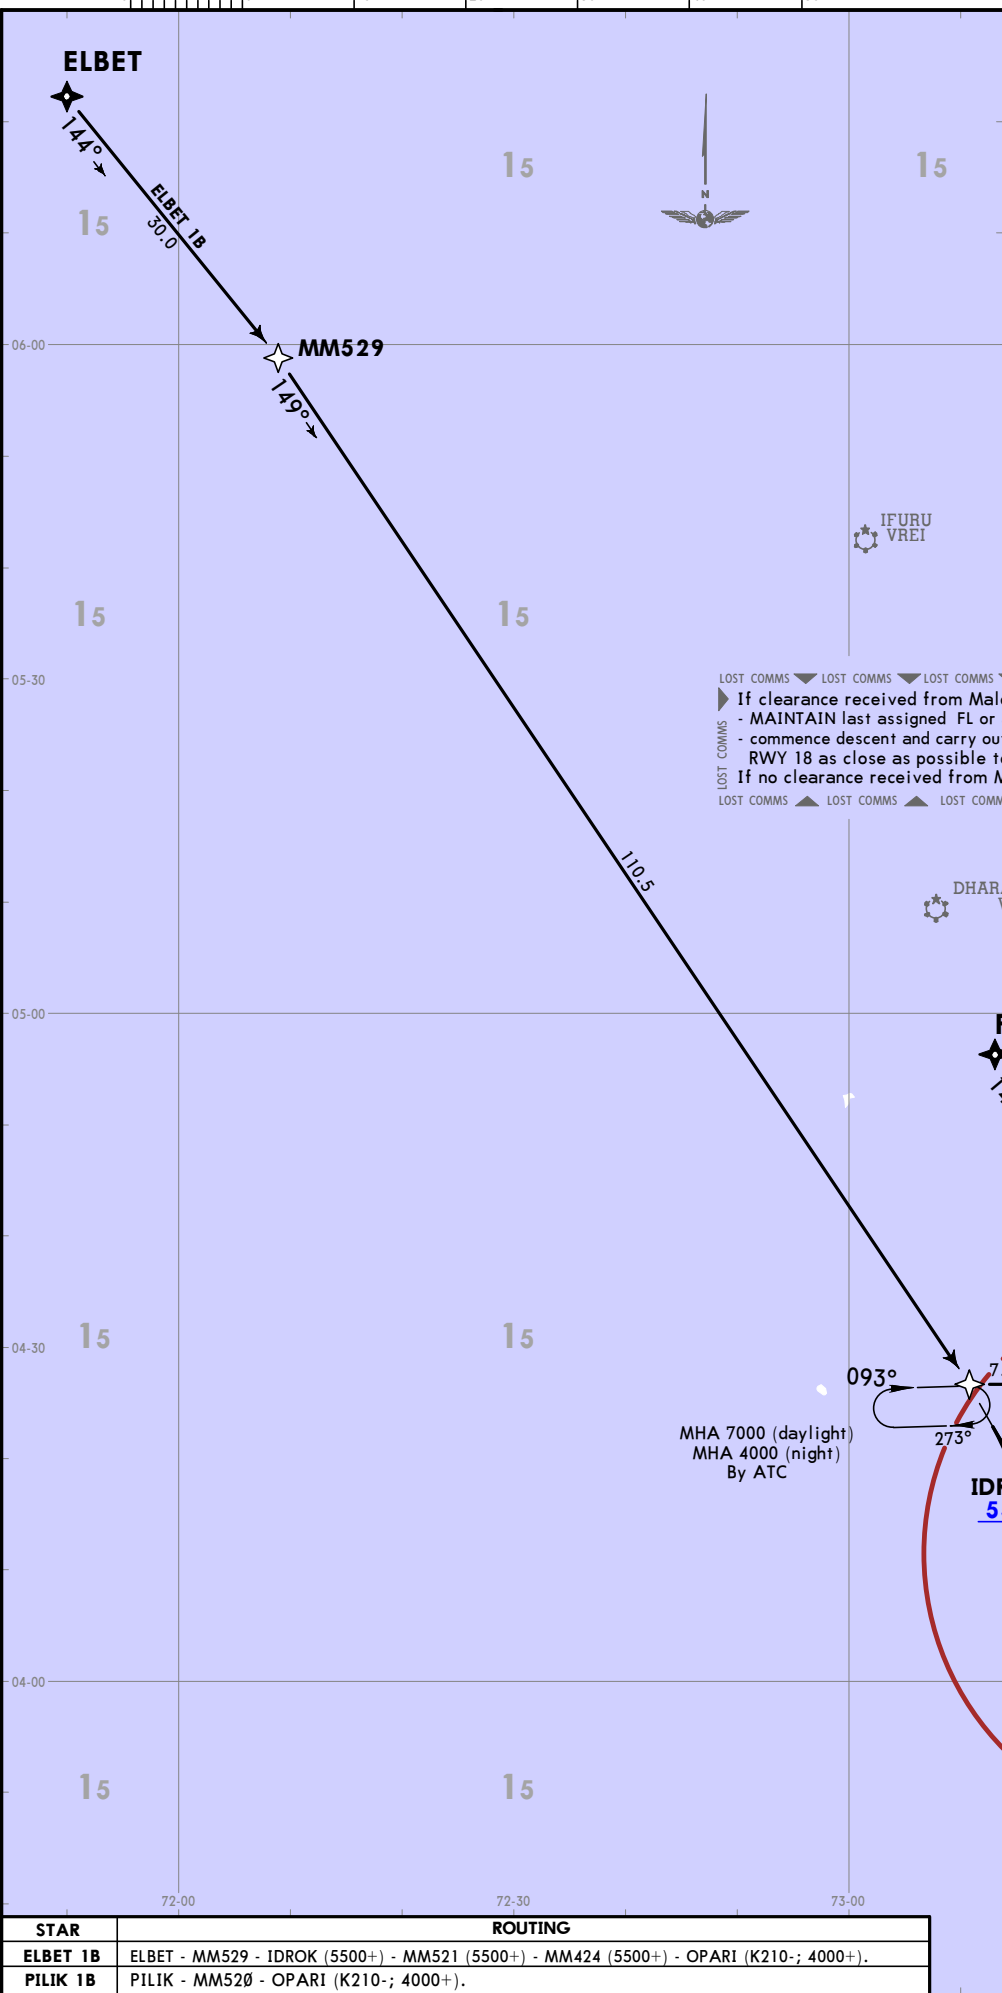 ELBET
144°
ELBET 1B
30.0
15
15
15
N
06-00
MM529
149°
IFURU
VREI
15
15
05-30
LOST COMMS LOST COMMS LOST COMMS
If clearance received from
- MAINTAIN last assigned FL or
- commence descent and carry
RWY 18 as close as possible
If no clearance received from
LOST COMMS
LOST COMMS LOST COMMS LOST
110.5
05-00
04-30
15
15
093°
273°
MHA 7000 (daylight)
MHA 4000 (night)
By ATC
04-00
15
15
72-00
72-30
73-00
STAR
ROUTING
ELBET 1B
ELBET - MM529 - IDROK (5500+) - MM521 (5500+) - MM424 (5500+) - OPARI (K210-; 4000+).
PILIK 1B
PILIK - MM52Ø - OPARI (K210-; 4000+).